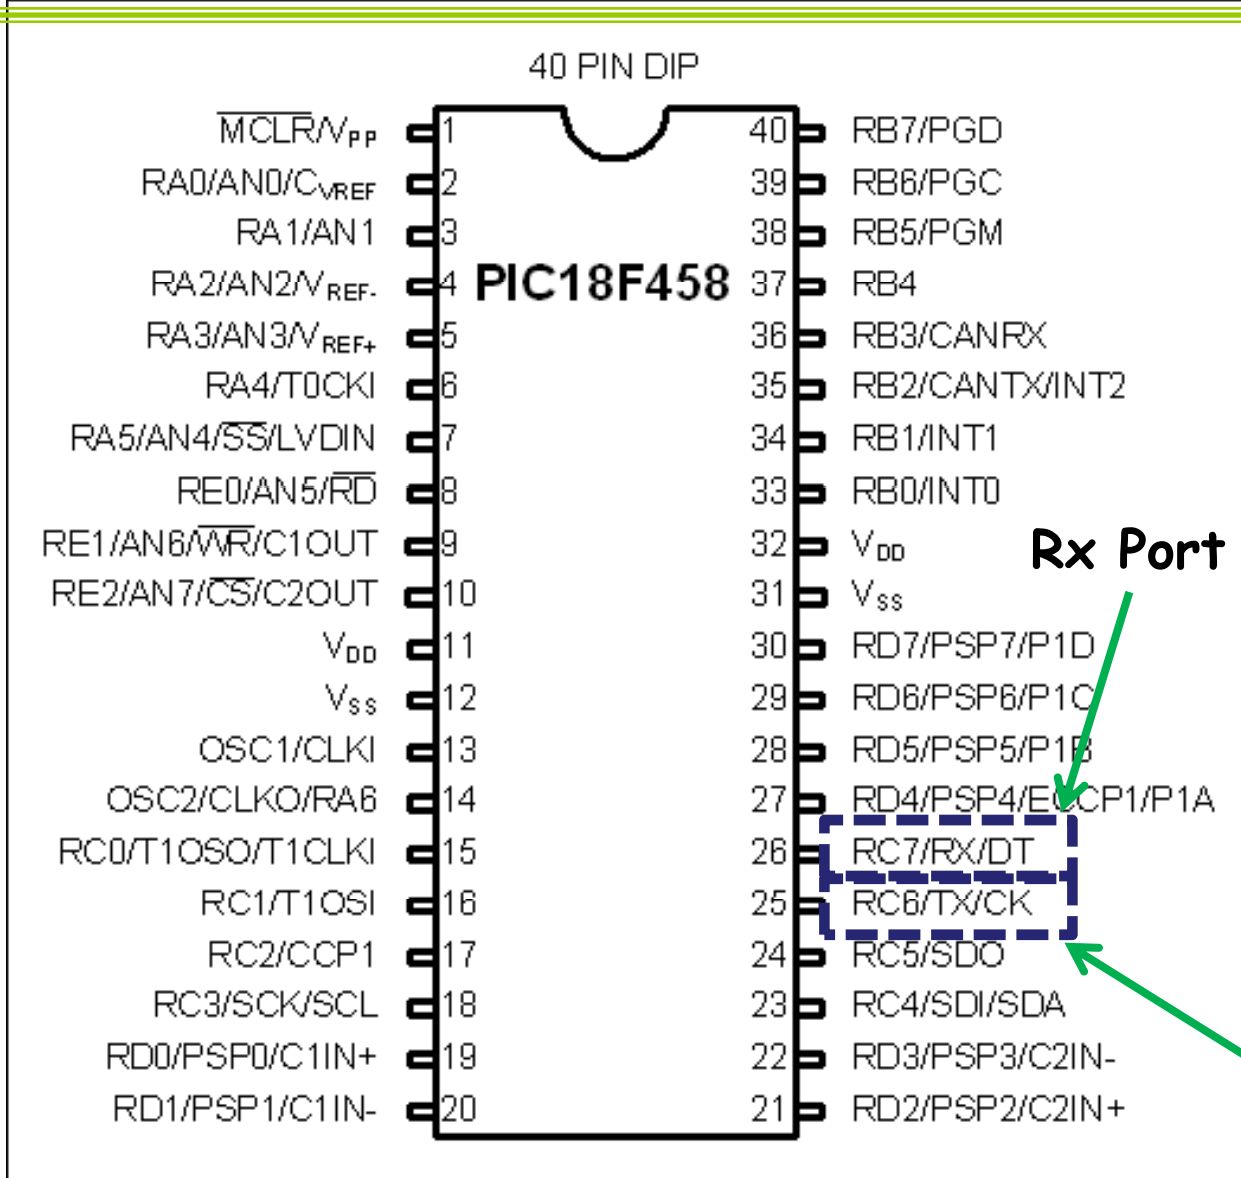 40 PIN DIP
MCLR/VPP 1 40 RB7/PGD
RA0/AN0/CVREF 2 39 RB6/PGC
RA1/AN1 3 38 RB5/PGM
RA2/AN2/VREF- 4 PIC18F458 37 RB4
RA3/AN3/VREF+ 5 36 RB3/CANRX
RA4/T0CKI 6 35 RB2/CANTX/INT2
RA5/AN4/SS/LVDIN 7 34 RB1/INT1
RE0/AN5/RD 8 33 RB0/INT0
RE1/AN6/WR/C1OUT 9 32 VDD Rx Port
RE2/AN7/CS/C2OUT 10 31 VSS
VDD 11 30 RD7/PSP7/P1D
VSS 12 29 RD6/PSP6/P1C
OSC1/CLKI 13 28 RD5/PSP5/P1B
OSC2/CLKO/RA6 14 27 RD4/PSP4/ECCP1/P1A
RC0/T1OSO/T1CLKI 15 26 RC7/RX/DT
RC1/T1OSI 16 25 RC6/TX/CK
RC2/CCP1 17 24 RC5/SDO
RC3/SCK/SCL 18 23 RC4/SDI/SDA
RD0/PSP0/C1IN+ 19 22 RD3/PSP3/C2IN-
RD1/PSP1/C1IN- 20 21 RD2/PSP2/C2IN+